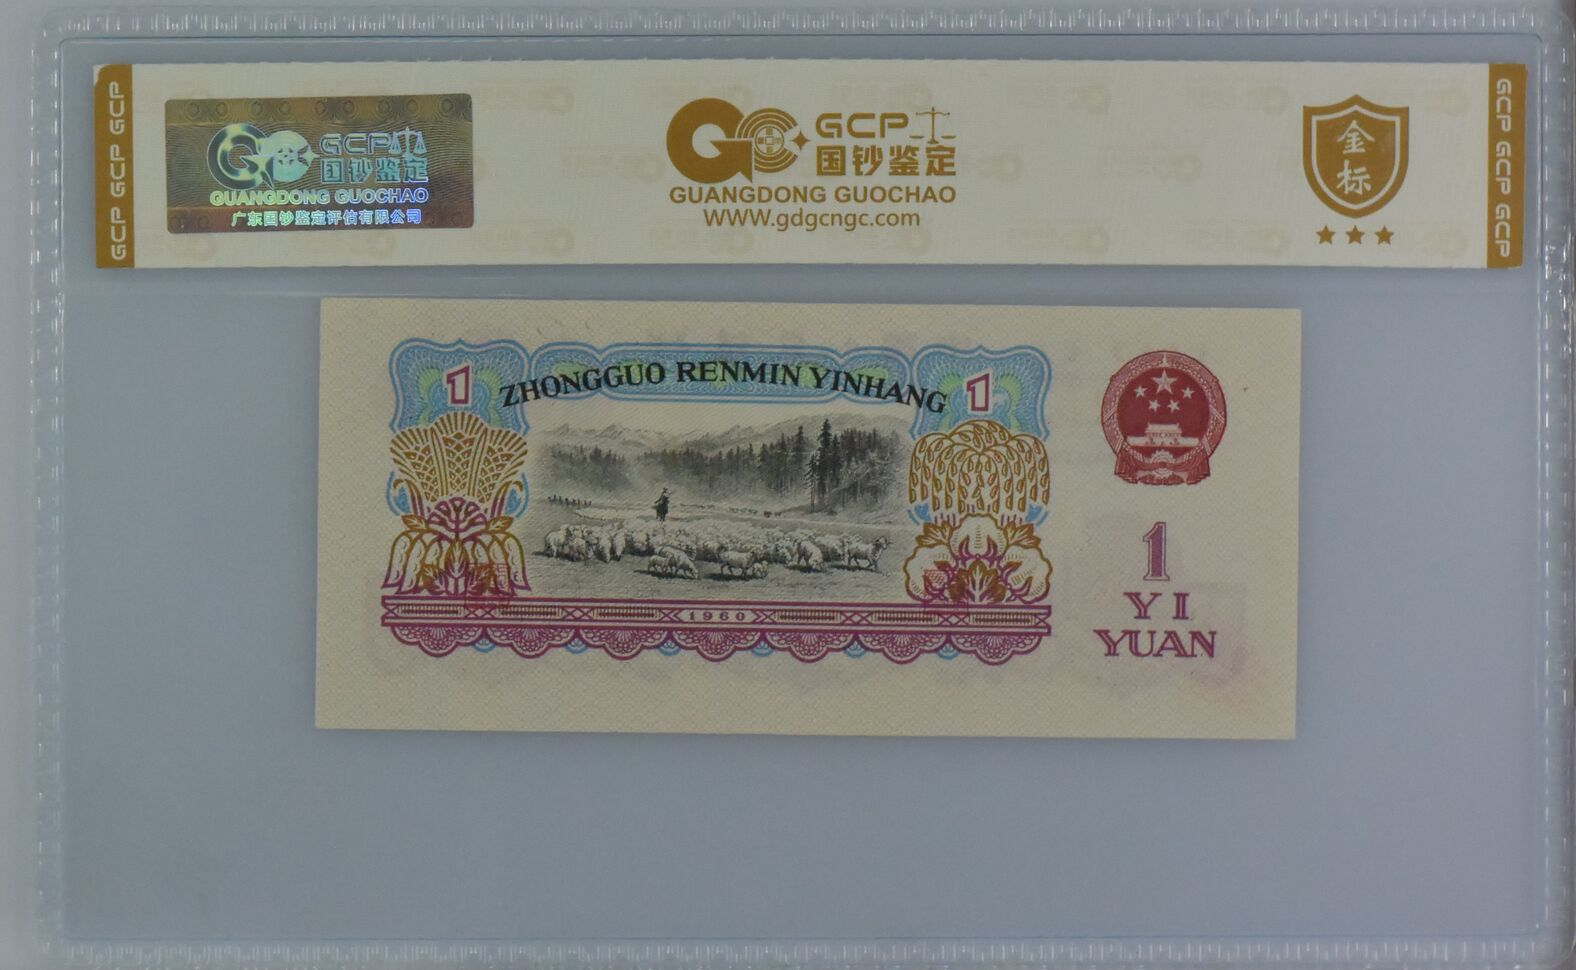 GCP GCP GCP
GCP
国钞鉴定
GUANGDONG GUOCHAO
广东国钞鉴定评估有限公司
GCP
国钞鉴定
GUANGDONG GUOCHAO
WWW.gdgcngc.com
金标
GCP GCP GCP
1
ZHONGGUO RENMIN YINHANG
1
1960
1
YI
YUAN